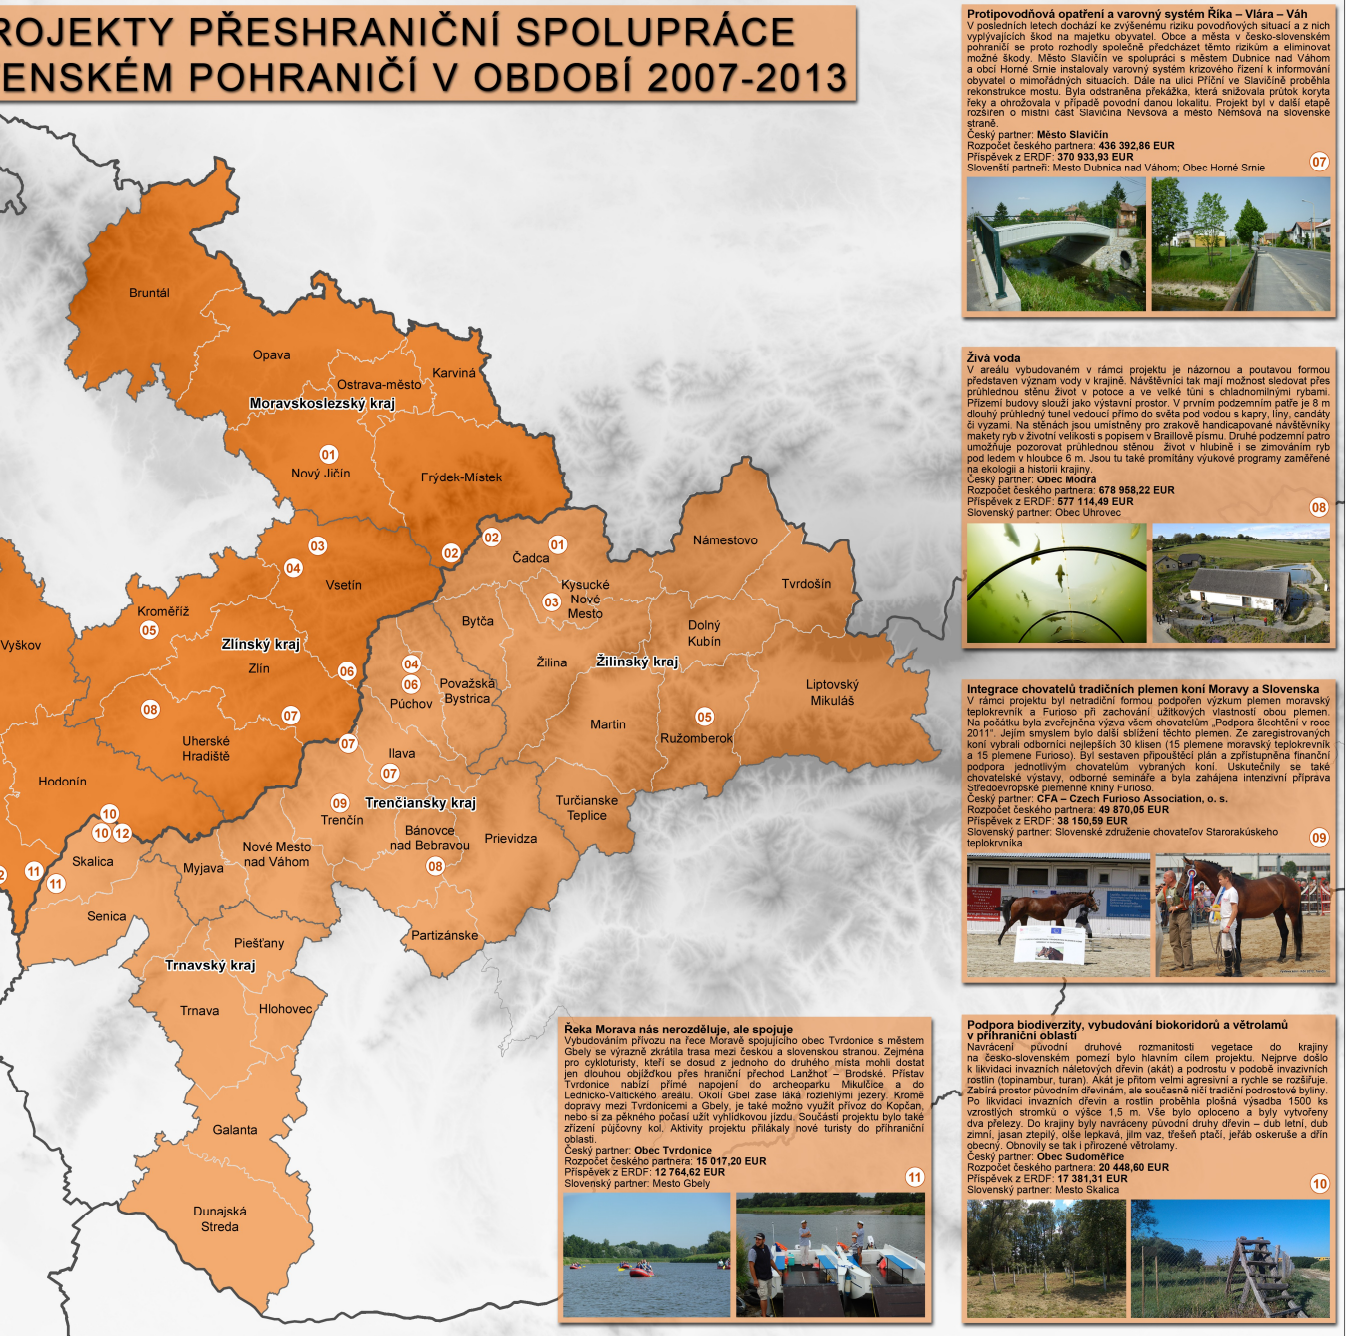 ROJEKTY PŘESHRANIČNÍ SPOLUPRÁCE
ENSKÉM POHRANIČÍ V OBDOBÍ 2007-2013
Bruntál
Opava
Ostrava-město
Karviná
Moravskoslezský kraj
01
Nový Jičín
Frýdek-Místek
02
02
01
Čadca
03
04
Vsetín
Kysucké
Nové
Mesto
03
Námestovo
Tvrdošín
Kroměříž
05
Bytča
Dolný
Kubín
Vyškov
Zlínský kraj
Zlín
06
04
06
Púchov
Považská
Bystrica
Žilina
Žilinský kraj
Liptovský
Mikuláš
08
07
Martin
05
Ružomberok
Uherské
Hradiště
07
Ilava
07
Hodonín
09
Trenčín
Trenčiansky kraj
Turčianske
Teplice
10
10
12
Bánovce
nad Bebravou
08
Prievidza
Skalica
Nové Mesto
nad Váhom
Myjava
2
11
11
Senica
Piešťany
Partizánske
Trnavský kraj
Trnava
Hlohovec
Galanta
Dunajská
Streda
Protipovodňová opatření a varovný systém Říka – Vlára – Váh
V posledních letech dochází ke zvýšenému riziku povodňových situací a z nich
vyplývajících škod na majetku obyvatel. Obce a města v česko-slovenském
pohraničí se proto rozhodly společně předcházet těmto rizikům a eliminovat
možné škody. Město Slavičín ve spolupráci s městem Dubnice nad Váhom
a obcí Horné Srnie instalovaly varovný systém krizového řízení k informování
obyvatel o mimořádných situacích. Dále na ulici Příční ve Slavičíně proběhla
rekonstrukce mostu. Byla odstraněna překážka, která snižovala průtok koryta
řeky a ohrožovala v případě povodní danou lokalitu. Projekt byl v další etapě
rozšířen o místní část Slavičína Nevšová a město Nemšová na slovenské
straně.
Český partner: Město Slavičín
Rozpočet českého partnera: 436 392,86 EUR
Příspěvek z ERDF: 370 933,93 EUR
Slovenští partneři: Mesto Dubnica nad Váhom; Obec Horné Srnie
07
Živá voda
V areálu vybudovaném v rámci projektu je názornou a poutavou formou
představen význam vody v krajině. Návštěvníci tak mají možnost sledovat přes
průhlednou stěnu život v potoce a ve velké tůni s chladnomilnými rybami.
Přízemí budovy slouží jako výstavní prostor. V prvním podzemním patře je 8 m
dlouhý průhledný tunel vedoucí přímo do světa pod vodou s kapry, líny, candáty
či vyzami. Na stěnách jsou umístněny pro zrakově handicapované návštěvníky
makety ryb v životní velikosti s popisem v Braillově písmu. Druhé podzemní patro
umožňuje pozorovat průhlednou stěnou život v hlubině i se zimováním ryb
pod ledem v hloubce 6 m. Jsou tu také promítány výukové programy zaměřené
na ekologii a historii krajiny.
Český partner: Obec Modrá
Rozpočet českého partnera: 678 958,22 EUR
Příspěvek z ERDF: 577 114,49 EUR
Slovenský partner: Obec Uhrovec
08
Integrace chovatelů tradičních plemen koní Moravy a Slovenska
V rámci projektu byl netradiční formou podpořen výzkum plemen moravský
teplokrevník a Furioso při zachování užitkových vlastností obou plemen.
Na počátku byla zveřejněna výzva všem chovatelům „Podpora šlechtění v roce
2011“. Jejím smyslem bylo další sblížení těchto plemen. Ze zaregistrovaných
koní vybrali odborníci nejlepších 30 klisen (15 plemene moravský teplokrevník
a 15 plemene Furioso). Byl sestaven připouštěcí plán a zpřístupněna finanční
podpora jednotlivým chovatelům vybraných koní. Uskutečnily se také
chovatelské výstavy, odborné semináře a byla zahájena intenzivní příprava
Středoevropské plemenné knihy Furioso.
Český partner: CFA – Czech Furioso Association, o. s.
Rozpočet českého partnera: 49 870,05 EUR
Příspěvek z ERDF: 38 150,59 EUR
Slovenský partner: Slovenské združenie chovateľov Starorakúskeho
teplokrvníka
09
Řeka Morava nás nerozděluje, ale spojuje
Vybudováním přívozu na řece Moravě spojujícího obec Tvrdonice s městem
Gbely se výrazně zkrátila trasa mezi českou a slovenskou stranou. Zejména
pro cykloturisty, kteří se dosud z jednoho do druhého místa mohli dostat
jen dlouhou objížďkou přes hraniční přechod Lanžhot – Brodské. Přístav
Tvrdonice nabízí přímé napojení do archeoparku Mikulčice a do
Lednicko-Valtického areálu. Okolí Gbel zase láká rozlehlými jezery. Kromě
dopravy mezi Tvrdonicemi a Gbely, je také možno využít přívoz do Kopčan,
nebo si za pěkného počasí užít vyhlídkovou jízdu. Součástí projektu bylo také
zřízení půjčovny kol. Aktivity projektu přilákaly nové turisty do příhraniční
oblasti.
Český partner: Obec Tvrdonice
Rozpočet českého partnera: 15 017,20 EUR
Příspěvek z ERDF: 12 764,62 EUR
Slovenský partner: Mesto Gbely
11
Podpora biodiverzity, vybudování biokoridorů a větrolamů
v příhraniční oblasti
Navrácení původní druhové rozmanitosti vegetace do krajiny
na česko-slovenském pomezí bylo hlavním cílem projektu. Nejprve došlo
k likvidaci invazních náletových dřevin (akát) a podrostu v podobě invazivních
rostlin (topinambur, turan). Akát je přitom velmi agresivní a rychle se rozšiřuje.
Zabírá prostor původním dřevinám, ale současně ničí tradiční podrostové byliny.
Po likvidaci invazních dřevin a rostlin proběhla plošná výsadba 1500 ks
vzrostlých stromků o výšce 1,5 m. Vše bylo oploceno a byly vytvořeny
dva přelezy. Do krajiny byly navráceny původní druhy dřevin – dub letní, dub
zimní, jasan ztepilý, olše lepkavá, jilm vaz, třešeň ptačí, jeřáb oskeruše a dřín
obecný. Obnovily se tak i přirozené větrolamy.
Český partner: Obec Sudoměřice
Rozpočet českého partnera: 20 448,60 EUR
Příspěvek z ERDF: 17 381,31 EUR
Slovenský partner: Mesto Skalica
10